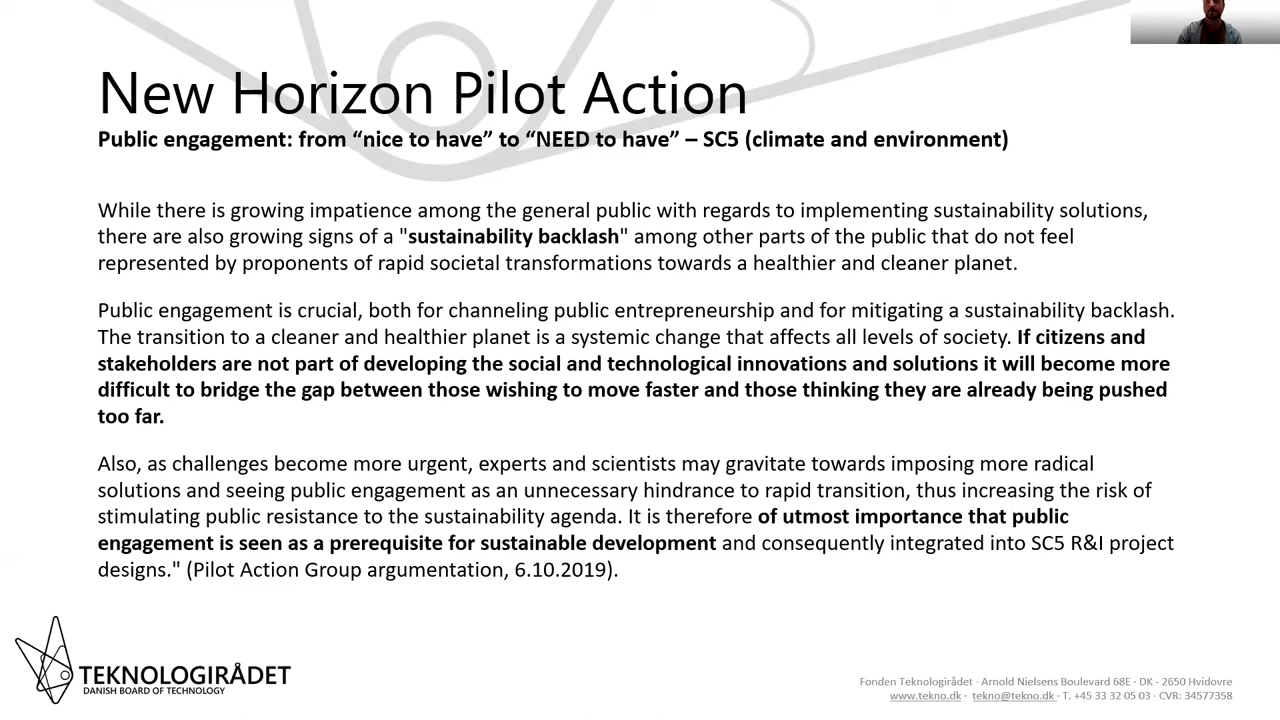 New Horizon Pilot Action
Public engagement: from “nice to have” to “NEED to have” – SC5 (climate and environment)
While there is growing impatience among the general public with regards to implementing sustainability solutions,
there are also growing signs of a "sustainability backlash" among other parts of the public that do not feel
represented by proponents of rapid societal transformations towards a healthier and cleaner planet.
Public engagement is crucial, both for channeling public entrepreneurship and for mitigating a sustainability backlash.
The transition to a cleaner and healthier planet is a systemic change that affects all levels of society. If citizens and
stakeholders are not part of developing the social and technological innovations and solutions it will become more
difficult to bridge the gap between those wishing to move faster and those thinking they are already being pushed
too far.
Also, as challenges become more urgent, experts and scientists may gravitate towards imposing more radical
solutions and seeing public engagement as an unnecessary hindrance to rapid transition, thus increasing the risk of
stimulating public resistance to the sustainability agenda. It is therefore of utmost importance that public
engagement is seen as a prerequisite for sustainable development and consequently integrated into SC5 R&I project
designs." (Pilot Action Group argumentation, 6.10.2019).
TEKNOLOGIRÅDET
DANISH BOARD OF TECHNOLOGY
Fonden Teknologirådet · Arnold Nielsens Boulevard 68E · DK - 2650 Hvidovre
www.tekno.dk · tekno@tekno.dk · T. +45 33 32 05 03 · CVR: 34577358